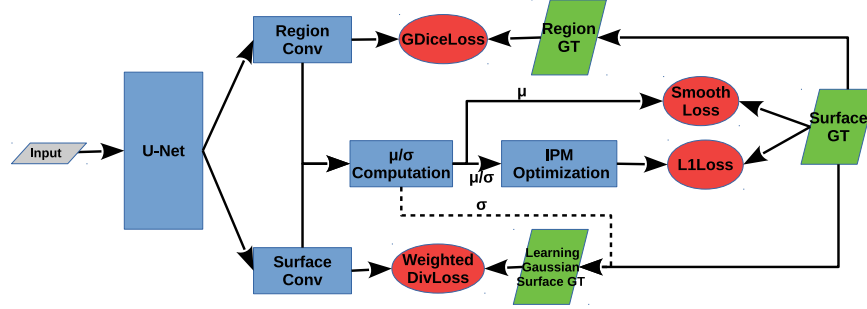 Input
U-Net
Region
Conv
GDiceLoss
Region
GT
μ
Smooth
Loss
Surface
GT
μ/σ
Computation
μ/σ
IPM
Optimization
L1Loss
σ
Surface
Conv
Weighted
DivLoss
Learning
Gaussian
Surface GT